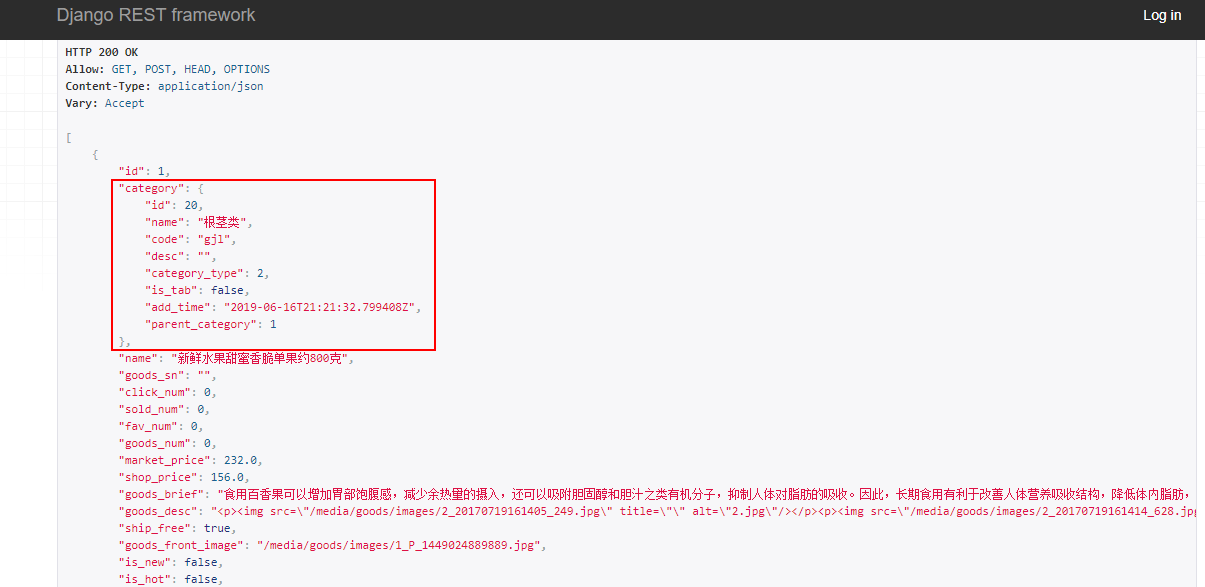 Django REST framework
Log in
HTTP 200 OK
Allow: GET, POST, HEAD, OPTIONS
Content-Type: application/json
Vary: Accept
[
{
"id": 1,
"category": {
"id": 20,
"name": "根茎类",
"code": "gjl",
"desc": "",
"category_type": 2,
"is_tab": false,
"add_time": "2019-06-16T21:21:32.799408Z",
"parent_category": 1
},
"name": "新鲜水果甜蜜香脆单果约800克",
"goods_sn": "",
"click_num": 0,
"sold_num": 0,
"fav_num": 0,
"goods_num": 0,
"market_price": 232.0,
"shop_price": 156.0,
"goods_brief": "食用百香果可以增加胃部饱腹感，减少余热量的摄入，还可以吸附胆固醇和胆汁之类有机分子，抑制人体对脂肪的吸收。因此，长期食用有利于改善人体营养吸收结构，降低体内脂肪，
"goods_desc": "<p><img src=\"/media/goods/images/2_20170719161405_249.jpg\" title=\"\" alt=\"2.jpg\"/></p><p><img src=\"/media/goods/images/2_20170719161414_628.jpg
"ship_free": true,
"goods_front_image": "/media/goods/images/1_P_1449024889889.jpg",
"is_new": false,
"is_hot": false,